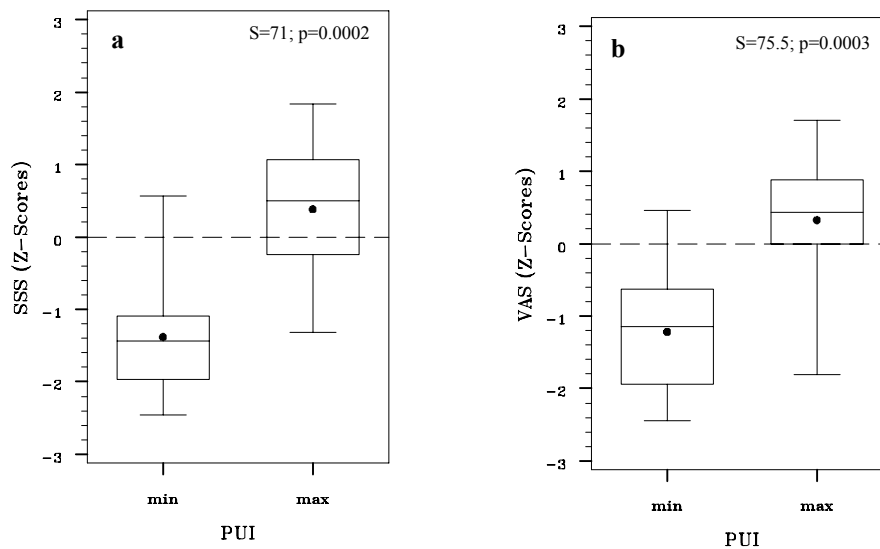 a
S=71; p=0.0002
3
2
1
0
-1
-2
-3
SSS (Z-Scores)
min max
PUI
b
S=75.5; p=0.0003
3
2
1
0
-1
-2
-3
VAS (Z-Scores)
min max
PUI